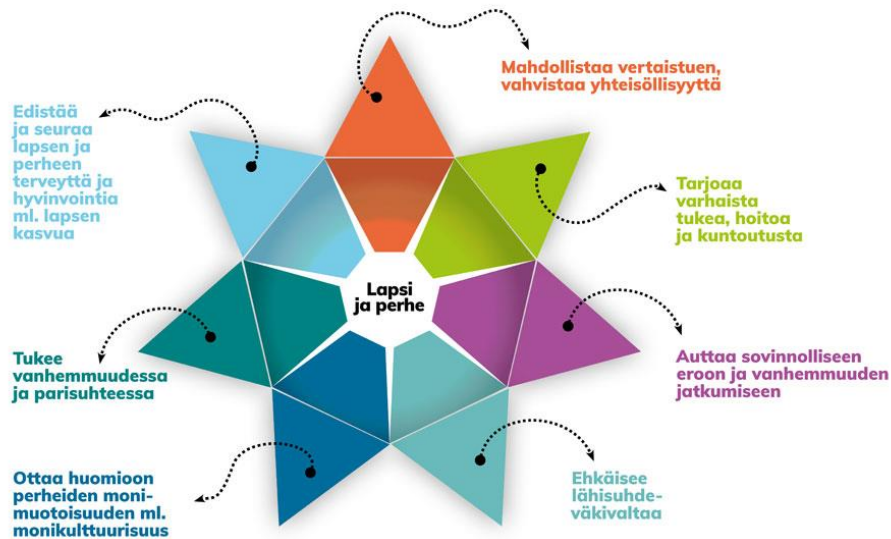 Mahdollistaa vertaistuen,
vahvistaa yhteisöllisyyttä
Edistää
ja seuraa
lapsen ja
perheen
terveyttä ja
hyvinvointia
ml. lapsen
kasvua
Tarjoaa
varhaista
tukea, hoitoa
ja kuntoutusta
Lapsi
ja perhe
Tukee
vanhemmuudessa
ja parisuhteessa
Auttaa sovinnolliseen
eroon ja vanhemmuuden
jatkumiseen
Ottaa huomioon
perheiden moni-
muotoisuuden ml.
monikulttuurisuus
Ehkäisee
lähisuhde-
väkivaltaa